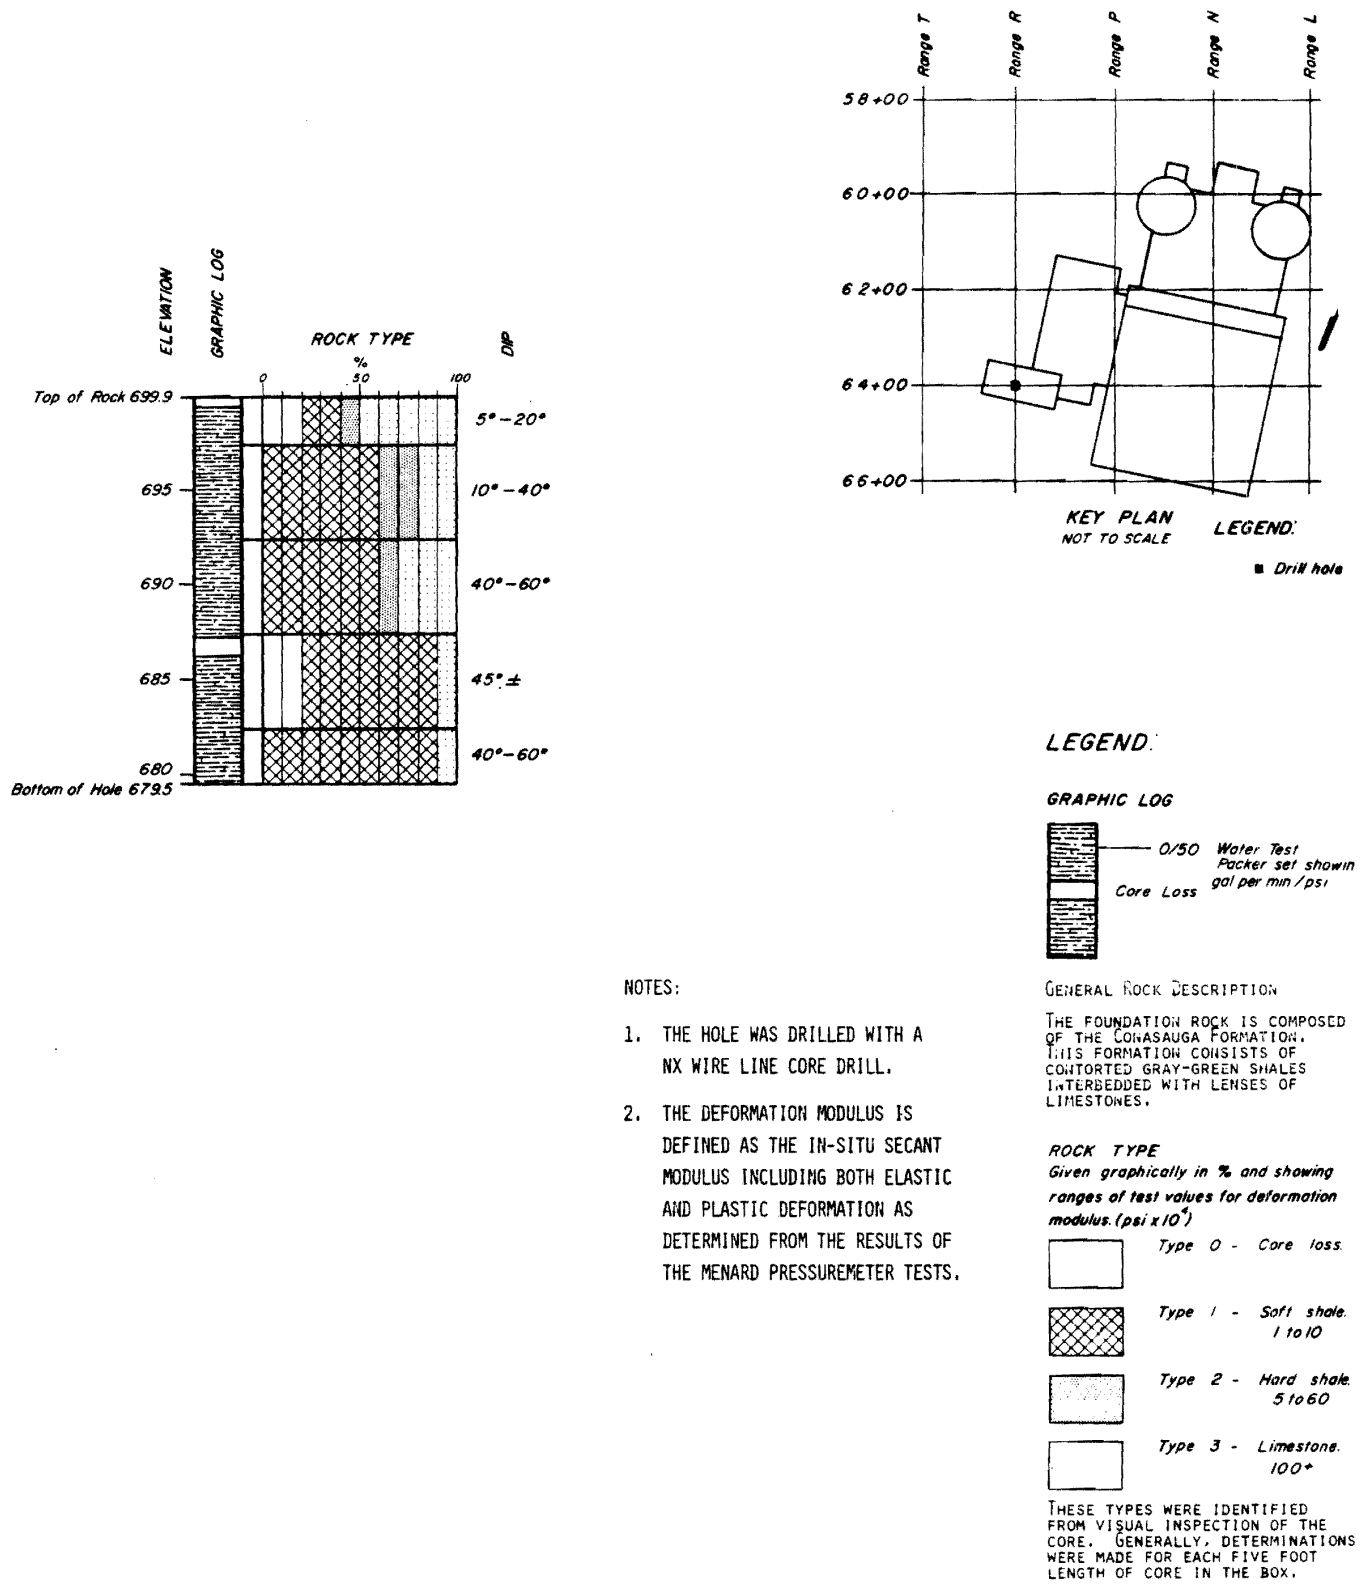 Range T
Range R
Range P
Range N
Range L
58+00
60+00
62+00
64+00
66+00
KEY PLAN
NOT TO SCALE
LEGEND:
Drill hole
ELEVATION
GRAPHIC LOG
ROCK TYPE
%
DIP
0
50
100
Top of Rock 699.9
5°-20°
695
10°-40°
690
40°-60°
685
45° ±
680
40°-60°
Bottom of Hole 679.5
LEGEND:
GRAPHIC LOG
0/50 Water Test
Packer set showin
gal per min/psi
Core Loss
NOTES:
1. THE HOLE WAS DRILLED WITH A
NX WIRE LINE CORE DRILL.
2. THE DEFORMATION MODULUS IS
DEFINED AS THE IN-SITU SECANT
MODULUS INCLUDING BOTH ELASTIC
AND PLASTIC DEFORMATION AS
DETERMINED FROM THE RESULTS OF
THE MENARD PRESSUREMETER TESTS.
GENERAL ROCK DESCRIPTION
THE FOUNDATION ROCK IS COMPOSED
OF THE CONASAUGA FORMATION.
THIS FORMATION CONSISTS OF
CONTORTED GRAY-GREEN SHALES
INTERBEDDED WITH LENSES OF
LIMESTONES.
ROCK TYPE
Given graphically in % and showing
ranges of test values for deformation
modulus. (psi x 10⁴)
Type 0 - Core loss.
Type 1 - Soft shale.
1 to 10
Type 2 - Hard shale.
5 to 60
Type 3 - Limestone.
100+
THESE TYPES WERE IDENTIFIED
FROM VISUAL INSPECTION OF THE
CORE. GENERALLY, DETERMINATIONS
WERE MADE FOR EACH FIVE FOOT
LENGTH OF CORE IN THE BOX.